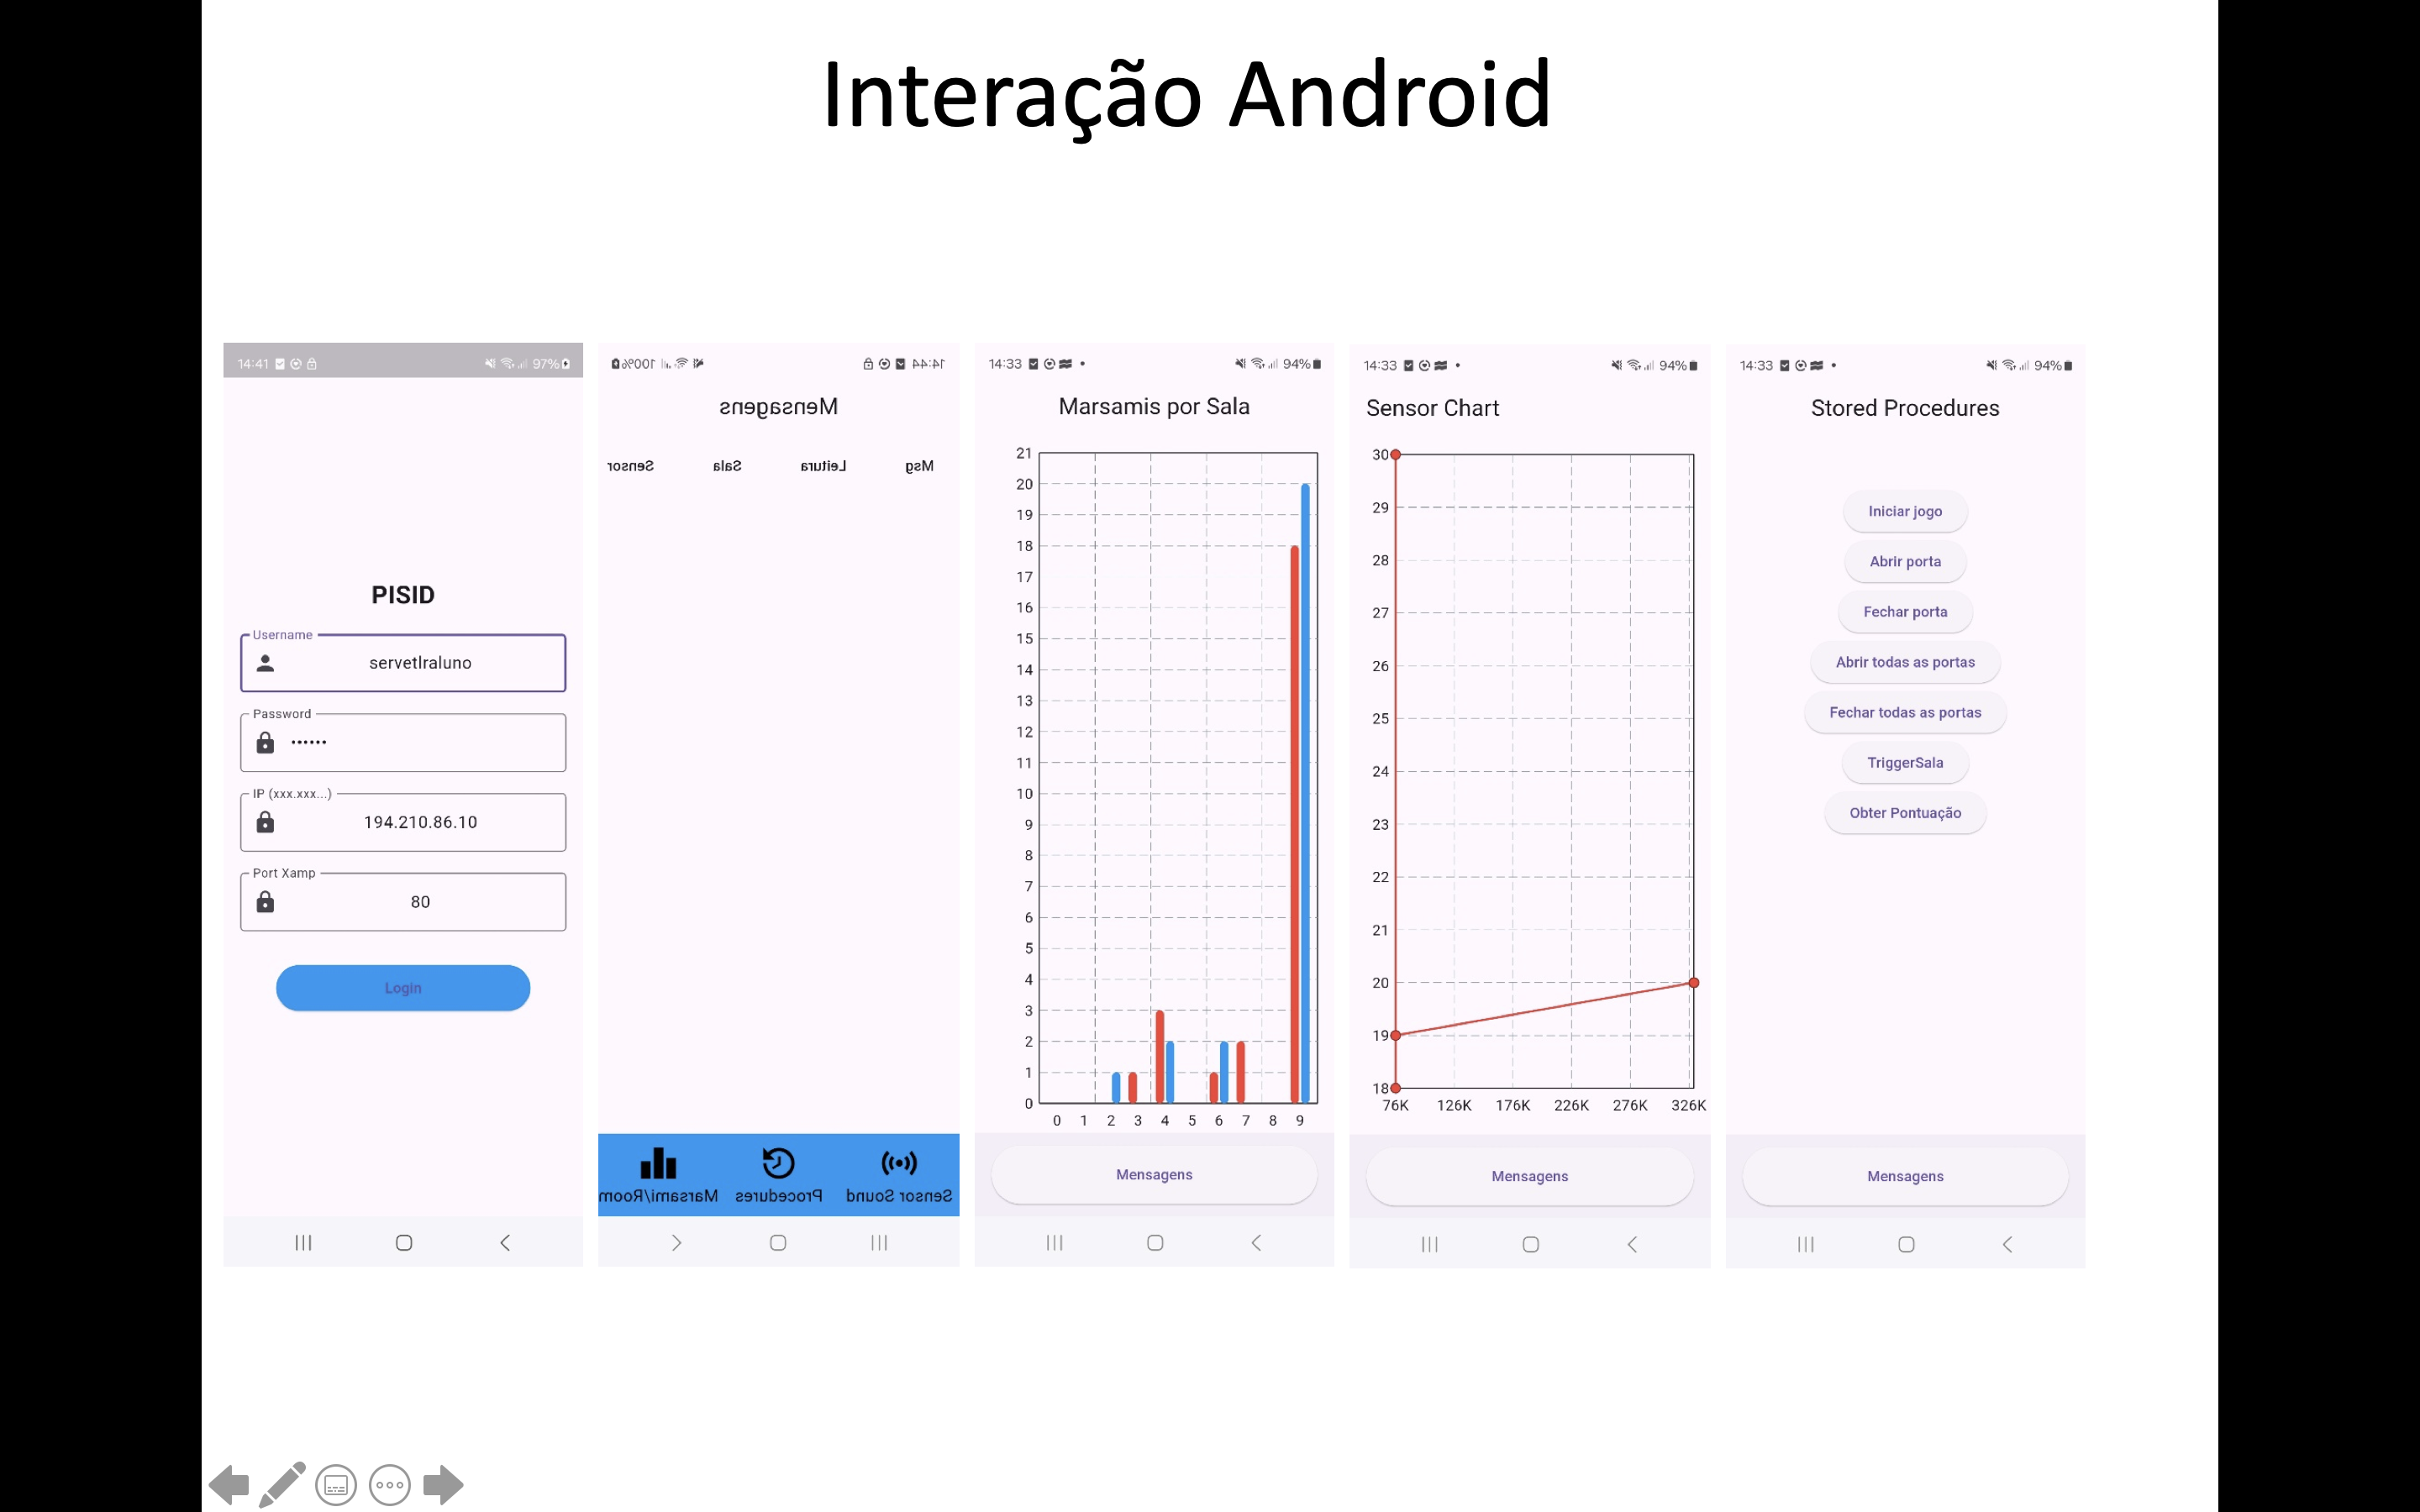 Interação Android
14:41
97%
PISID
Username
servetlraluno
Password
••••••
IP (xxx.xxx...)
194.210.86.10
Port Xamp
80
Login
14:44
100%
Mensagens
Msg Leitura Sala Sensor
Sensor Sound Procedures Marsami/Room
14:33
94%
Marsamis por Sala
21
20
19
18
17
16
15
14
13
12
11
10
9
8
7
6
5
4
3
2
1
0
0 1 2 3 4 5 6 7 8 9
Mensagens
14:33
94%
Sensor Chart
30
29
28
27
26
25
24
23
22
21
20
19
18
76K 126K 176K 226K 276K 326K
Mensagens
14:33
94%
Stored Procedures
Iniciar jogo
Abrir porta
Fechar porta
Abrir todas as portas
Fechar todas as portas
TriggerSala
Obter Pontuação
Mensagens